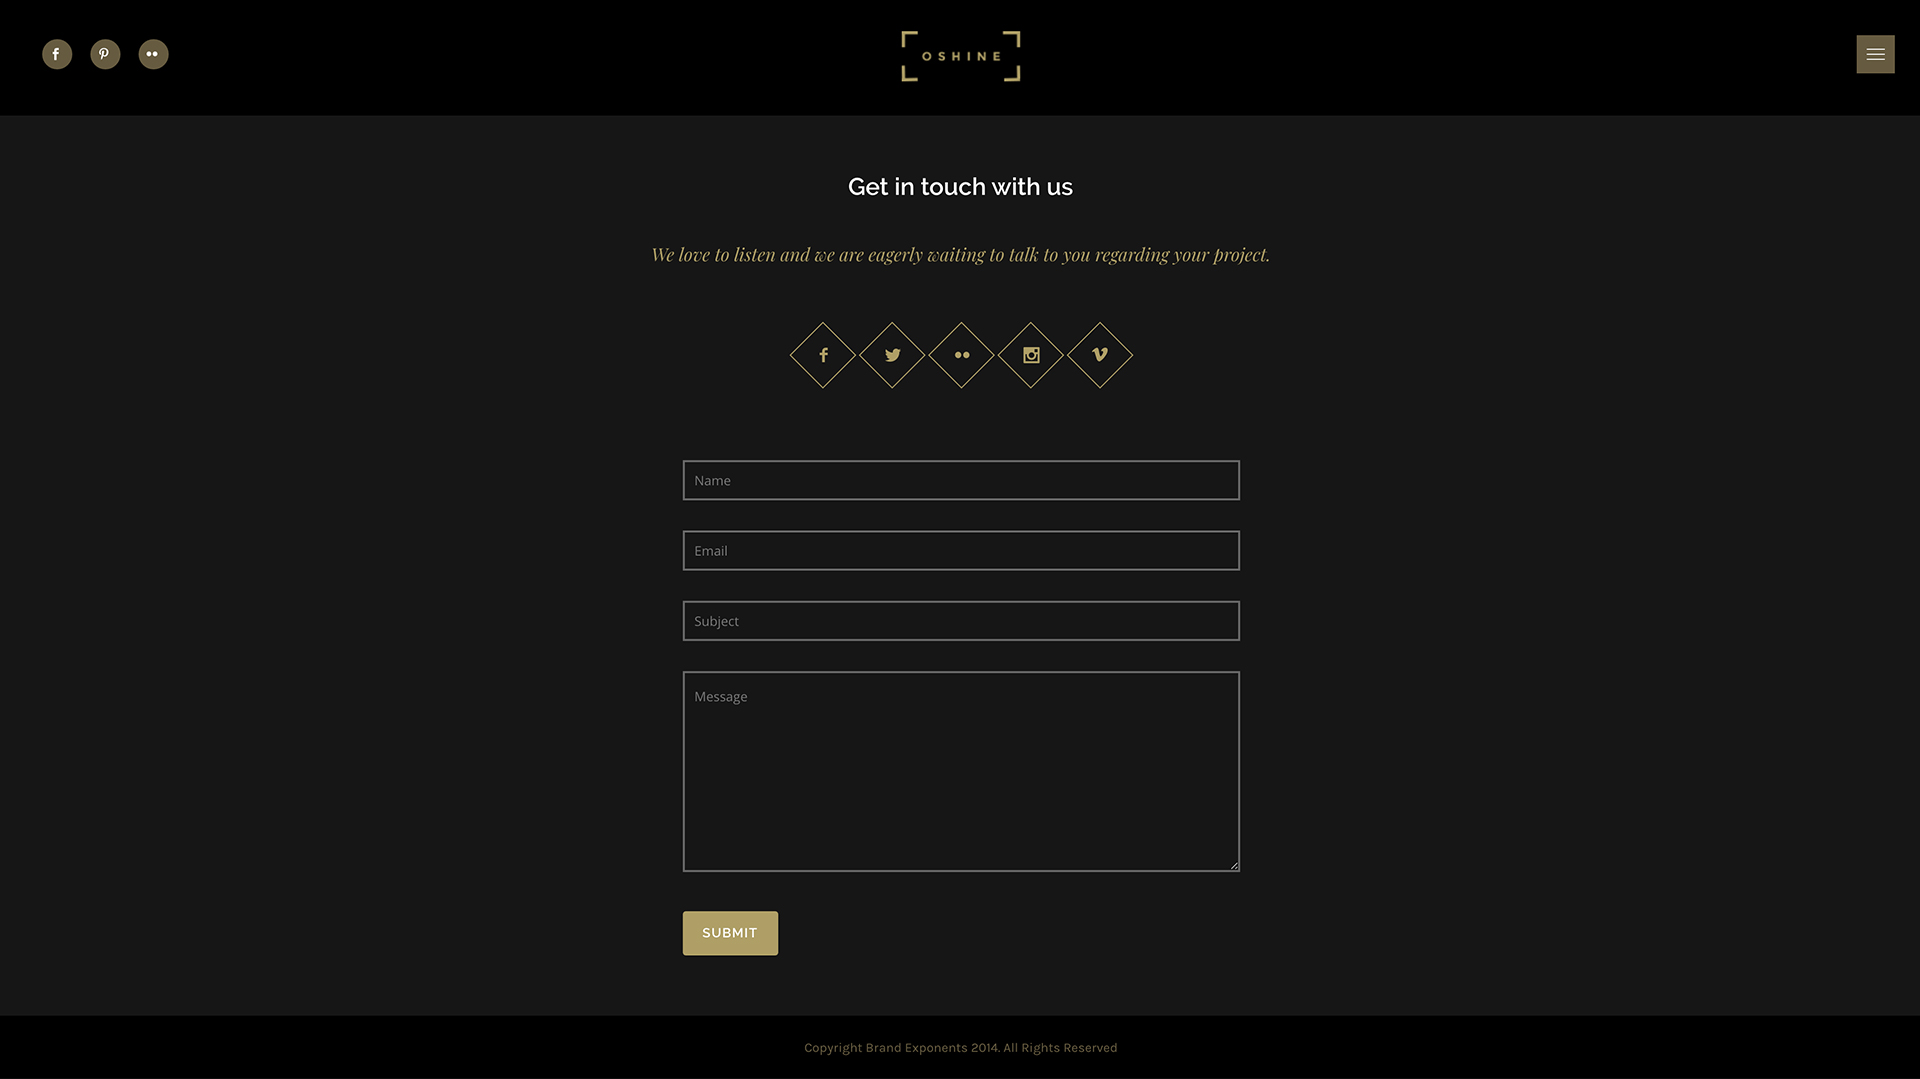 OSHINE
Get in touch with us
We love to listen and we are eagerly waiting to talk to you regarding your project.
Name
Email
Subject
Message
SUBMIT
Copyright Brand Exponents 2014. All Rights Reserved